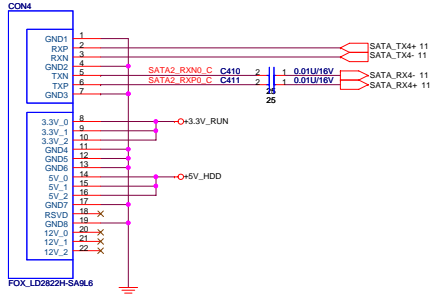 CON4
GND1 1
RXP 2 SATA_TX4+ 11
RXN 3 SATA_TX4- 11
GND2 4
TXN 5 SATA2_RXN0_C C410 2 1 0.01U/16V SATA_RX4- 11
TXP 6 SATA2_RXP0_C C411 2 1 0.01U/16V SATA_RX4+ 11
GND3 7
25
25
3.3V_0 8 +3.3V_RUN
3.3V_1 9
3.3V_2 10
GND4 11
GND5 12
GND6 13
5V_0 14 +5V_HDD
5V_1 15
5V_2 16
GND7 17
RSVD 18
GND8 19
12V_0 20
12V_1 21
12V_2 22
FOX_LD2822H-SA9L6